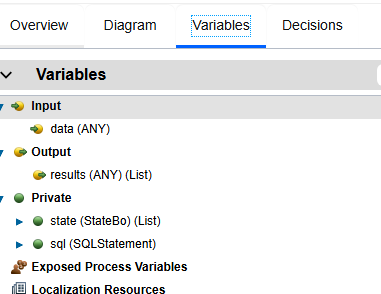 Overview Diagram Variables Decisions
Variables
Input
data (ANY)
Output
results (ANY) (List)
Private
state (StateBo) (List)
sql (SQLStatement)
Exposed Process Variables
Localization Resources